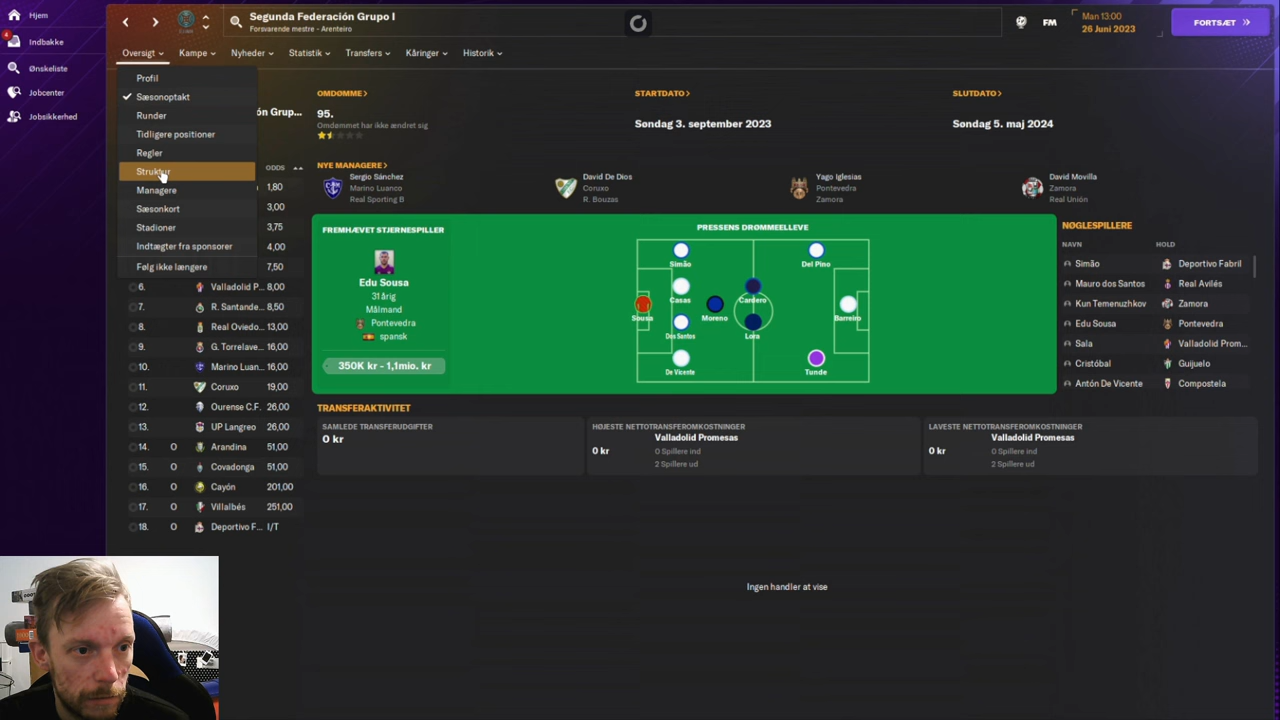 Hjem
4
Indbakke
Ønskeliste
Jobcenter
Jobsikkerhed
Segunda Federación Grupo I
Forsvarende mestre - Arenteiro
FM
Man 13:00
26 Juni 2023
FORTSÆT
Oversigt
Kampe
Nyheder
Statistik
Transfers
Kåringer
Historik
Profil
Sæsonoptakt
Runder
Tidligere positioner
Regler
Struktur
Managere
Sæsonkort
Stadioner
Indtægter fra sponsorer
Følg ikke længere
ón Grup...
ODDS
1,80
3,00
3,75
4,00
7,50
6. Valladolid P... 8,00
7. R. Santande... 8,50
8. Real Oviedo... 13,00
9. G. Torrelave... 16,00
10. Marino Luan... 16,00
11. Coruxo 19,00
12. Ourense C.F. 26,00
13. UP Langreo 26,00
14. O Arandina 51,00
15. O Covadonga 51,00
16. O Cayón 201,00
17. O Villalbés 251,00
18. O Deportivo F... I/T
OMDØMME
95.
Omdømmet har ikke ændret sig
STARTDATO
Søndag 3. september 2023
SLUTDATO
Søndag 5. maj 2024
NYE MANAGERE
Sergio Sánchez
Marino Luanco
Real Sporting B
David De Dios
Coruxo
R. Bouzas
Yago Iglesias
Pontevedra
Zamora
David Movilla
Zamora
Real Unión
FREMHÆVET STJERNESPILLER
Edu Sousa
31 årig
Målmand
Pontevedra
spansk
350K kr - 1,1mio. kr
PRESSENS DRØMMEELLEVE
Simão
Del Pino
Casas
Cardero
Sousa
Moreno
Barreiro
Dos Santos
Lora
De Vicente
Tunde
NØGLESPILLERE
NAVN HOLD
Simão Deportivo Fabril
Mauro dos Santos Real Avilés
Kun Temenuzhkov Zamora
Edu Sousa Pontevedra
Sala Valladolid Prom...
Cristóbal Guijuelo
Antón De Vicente Compostela
TRANSFERAKTIVITET
SAMLEDE TRANSFERUDGIFTER
0 kr
HØJESTE NETTOTRANSFEROMKOSTNINGER
Valladolid Promesas
0 kr
0 Spillere ind
2 Spillere ud
LAVESTE NETTOTRANSFEROMKOSTNINGER
Valladolid Promesas
0 kr
0 Spillere ind
2 Spillere ud
Ingen handler at vise